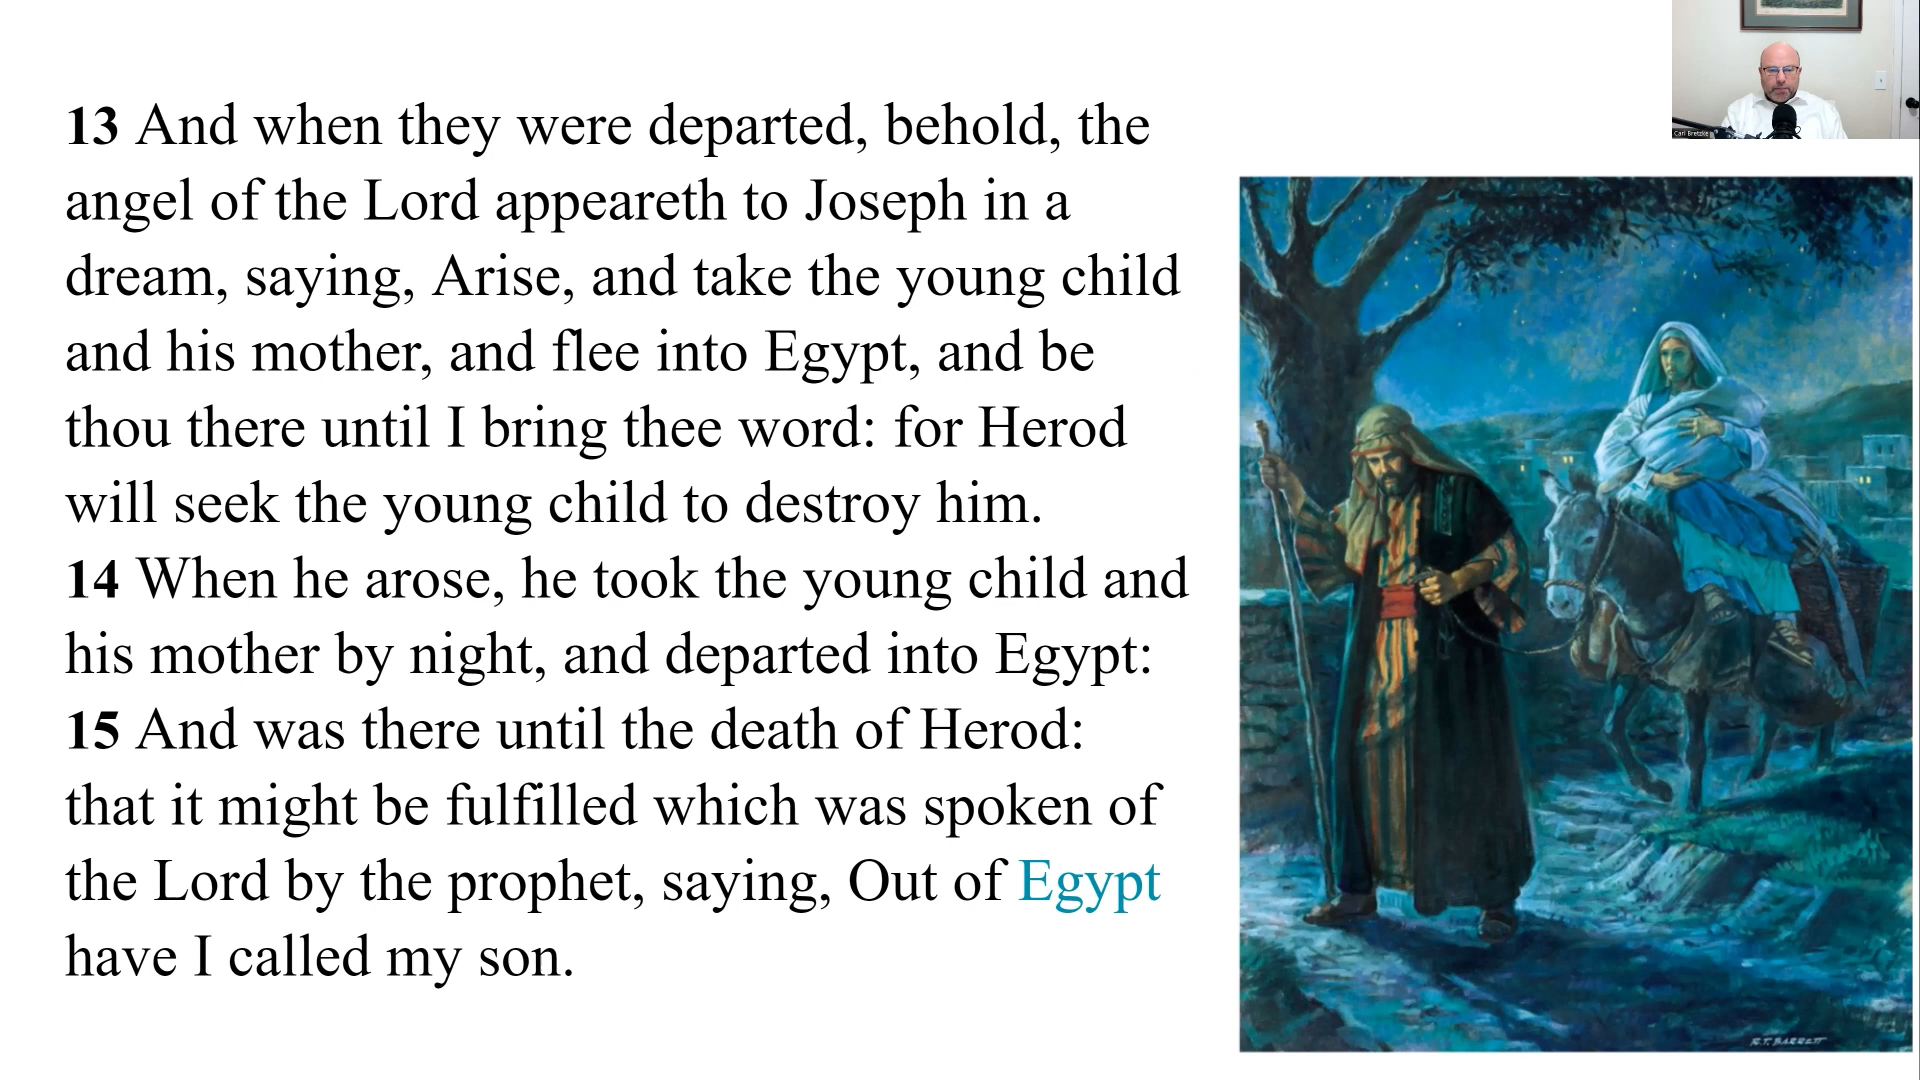 13 And when they were departed, behold, the
angel of the Lord appeareth to Joseph in a
dream, saying, Arise, and take the young child
and his mother, and flee into Egypt, and be
thou there until I bring thee word: for Herod
will seek the young child to destroy him.
14 When he arose, he took the young child and
his mother by night, and departed into Egypt:
15 And was there until the death of Herod:
that it might be fulfilled which was spoken of
the Lord by the prophet, saying, Out of Egypt
have I called my son.
Carl Bretzke
R.T. BARRETT